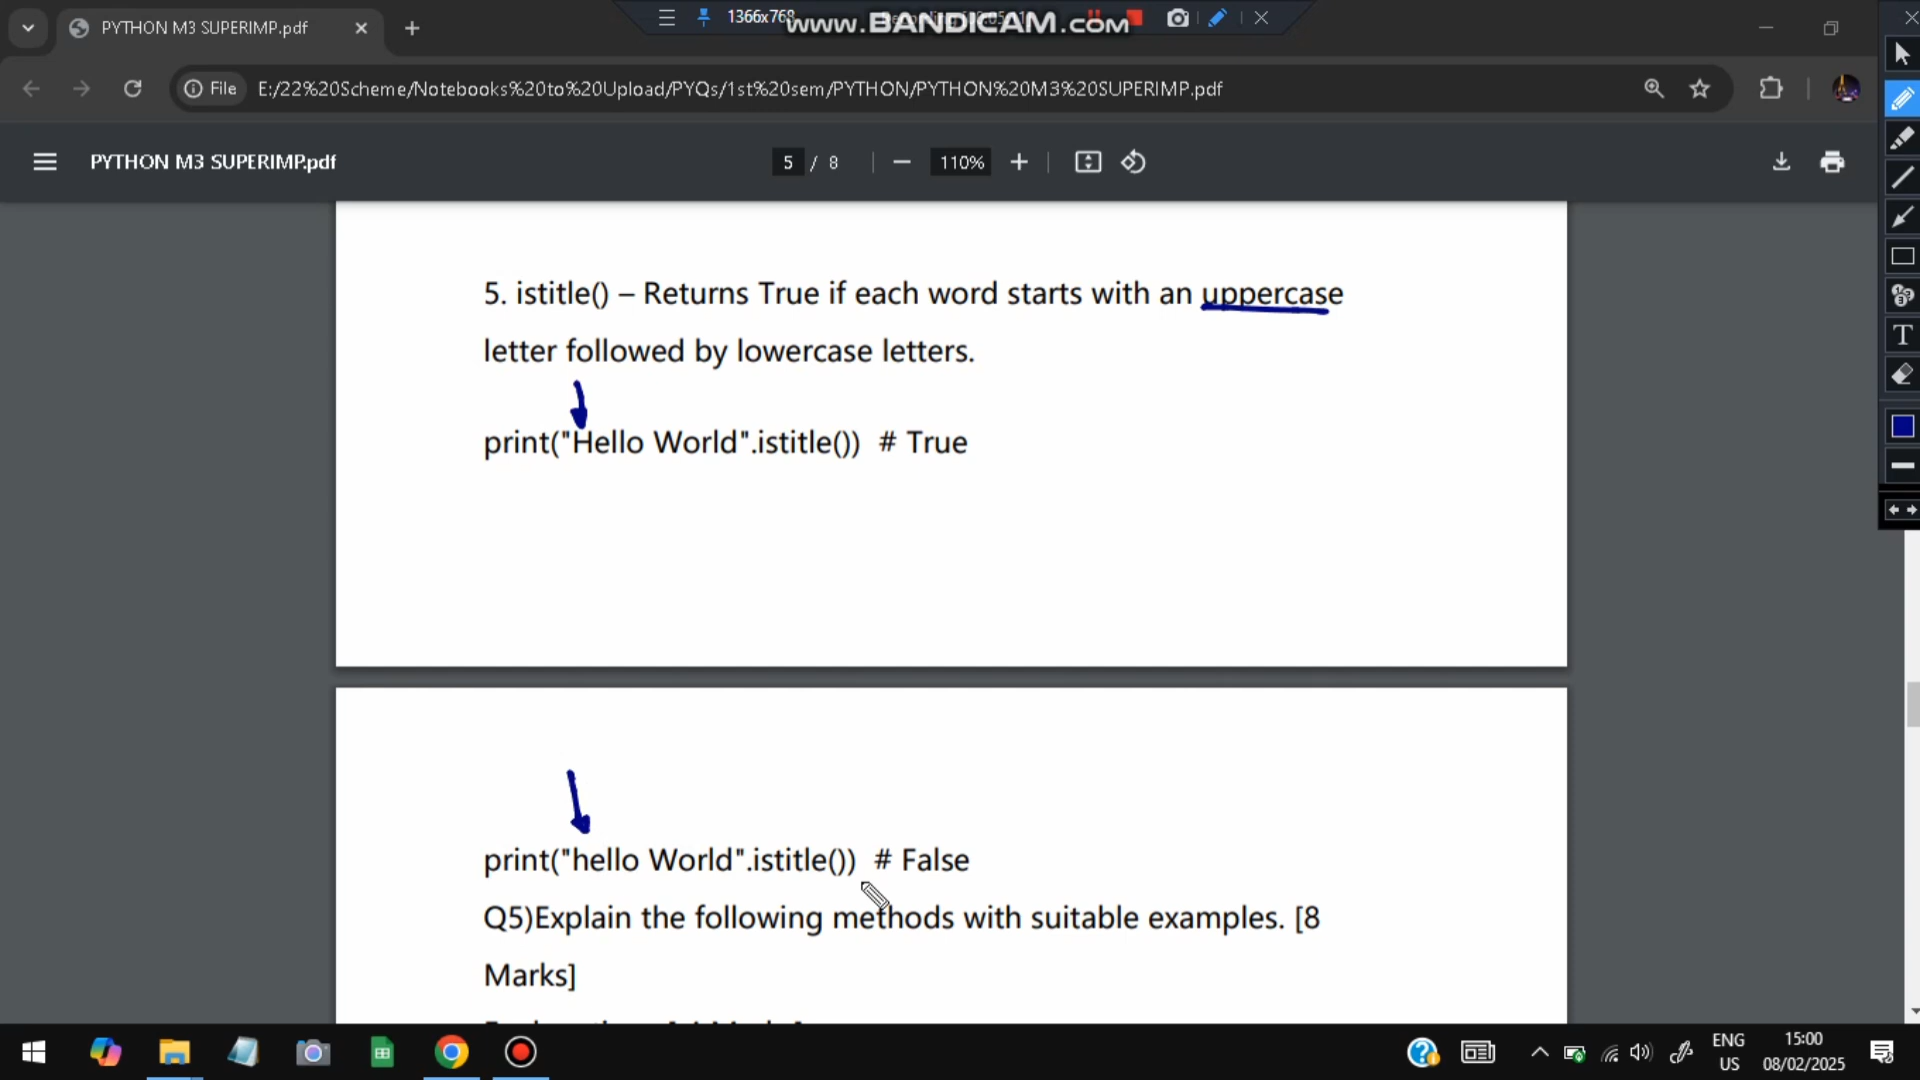 PYTHON M3 SUPERIMP.pdf
1366x768
www.BANDICAM.com
File
E:/22%20Scheme/Notebooks%20to%20Upload/PYQs/1st%20sem/PYTHON/PYTHON%20M3%20SUPERIMP.pdf
PYTHON M3 SUPERIMP.pdf
5 / 8
110%
5. istitle() – Returns True if each word starts with an uppercase
letter followed by lowercase letters.
print("Hello World".istitle()) # True
print("hello World".istitle()) # False
Q5)Explain the following methods with suitable examples. [8
Marks]
ENG
US
15:00
08/02/2025